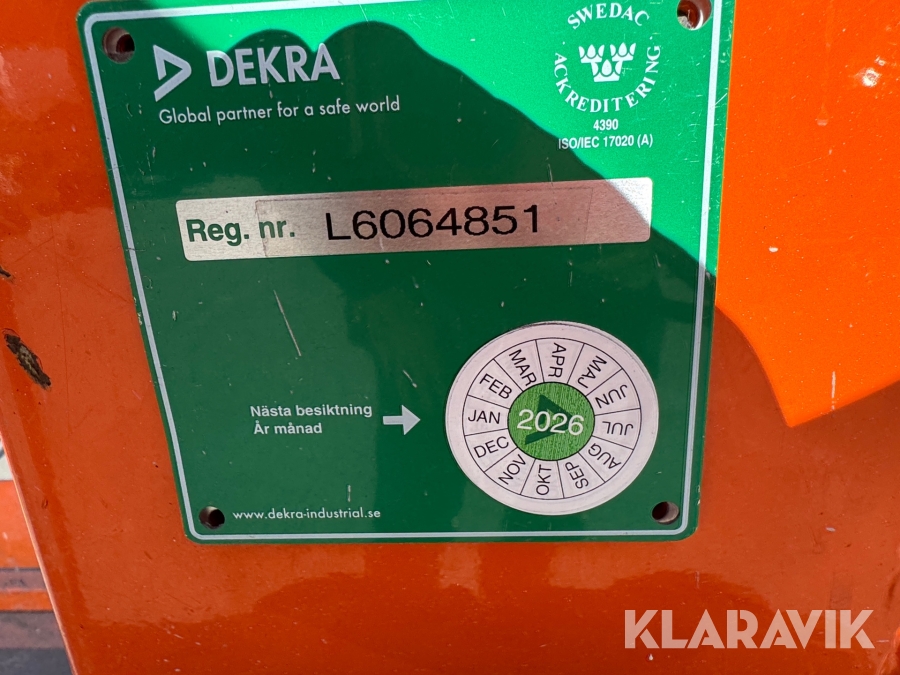 DEKRA
Global partner for a safe world
SWEDAC
ACKREDITERING
4390
ISO/IEC 17020 (A)
Reg. nr. L6064851
Nästa besiktning
År månad
JAN
FEB
MAR
APR
MAJ
JUN
JUL
AUG
SEP
OKT
NOV
DEC
2026
www.dekra-industrial.se
KLARAVIK